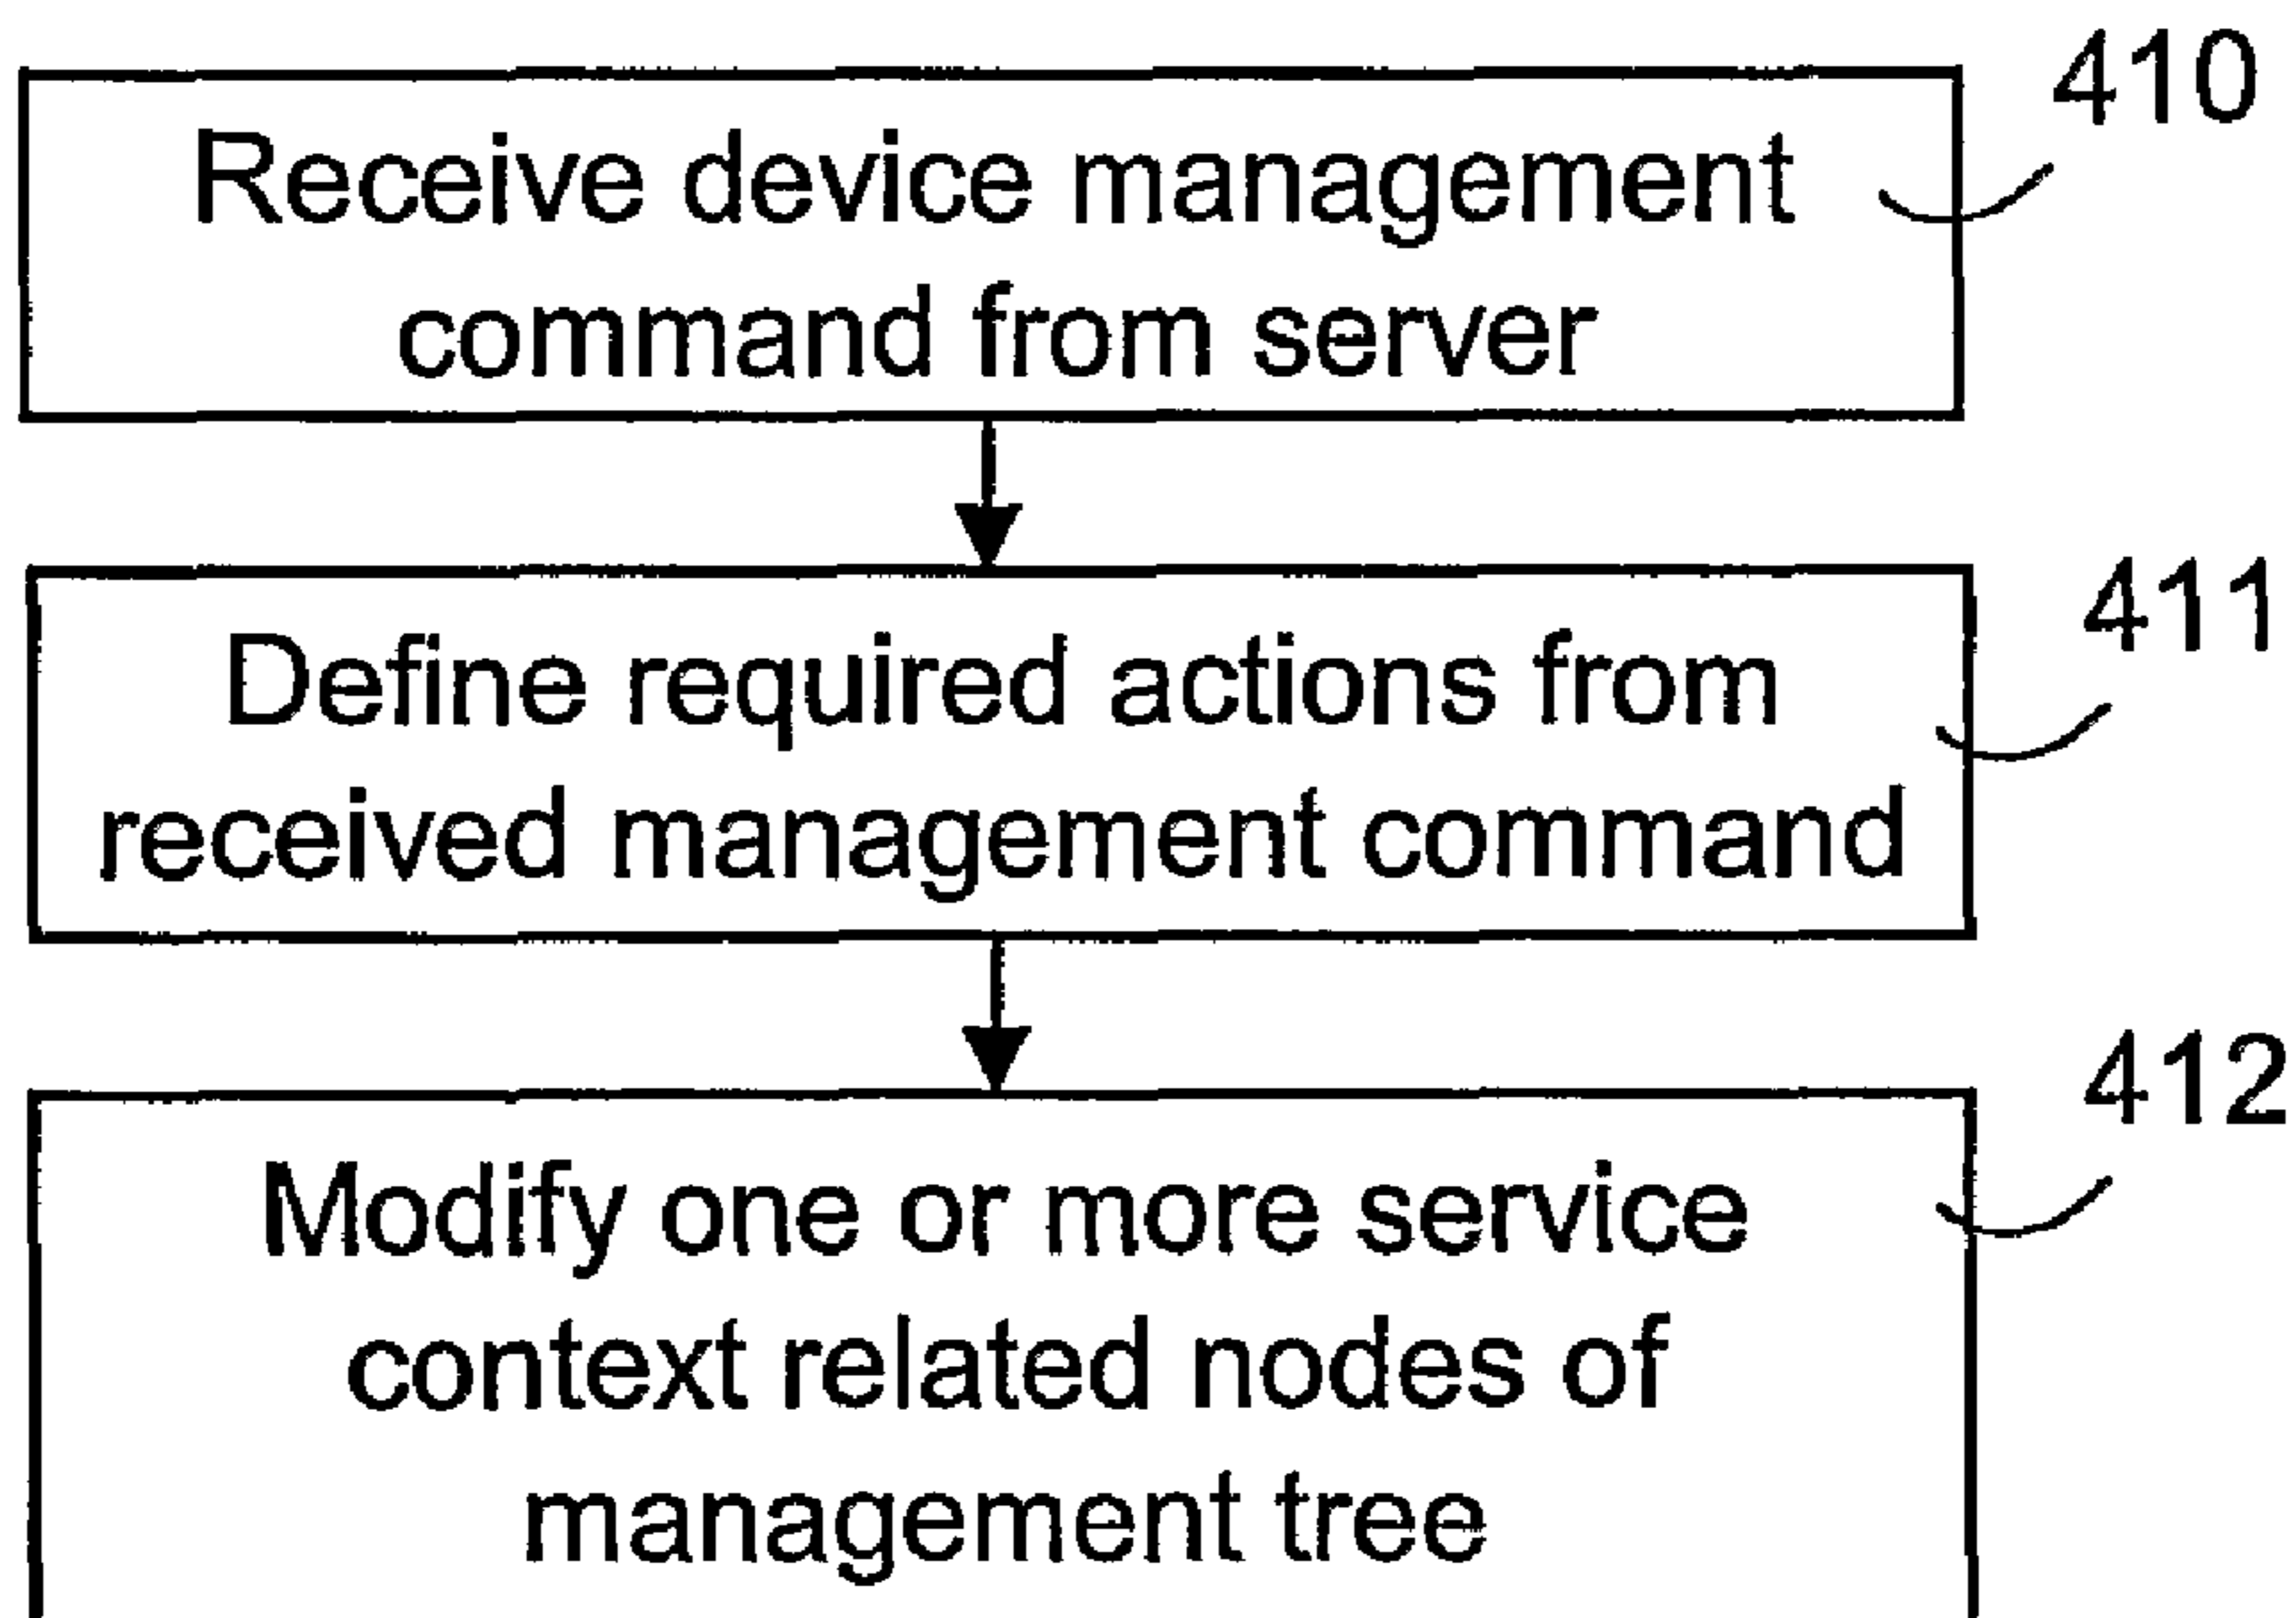 410
Receive device management
command from server
411
Define required actions from
received management command
412
Modify one or more service
context related nodes of
management tree